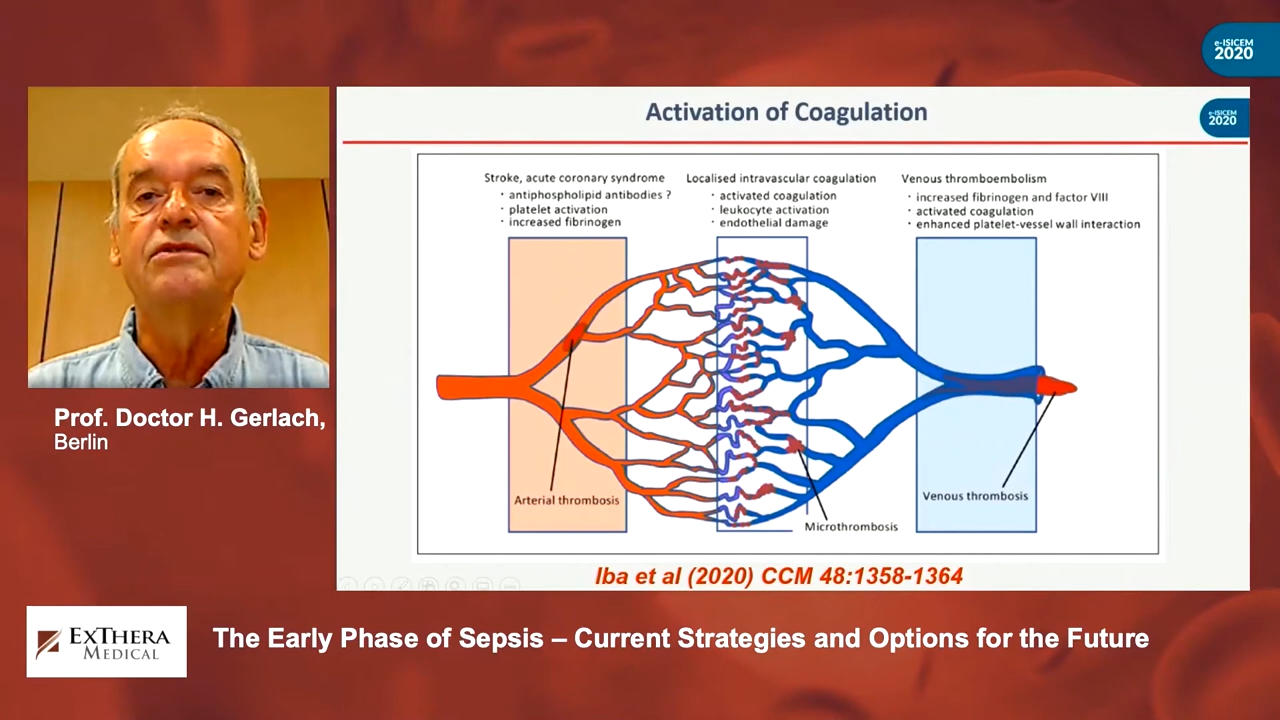 e-ISICEM
2020
Activation of Coagulation
e-ISICEM
2020
Stroke, acute coronary syndrome
· antiphospholipid antibodies ?
· platelet activation
· increased fibrinogen
Localised intravascular coagulation
· activated coagulation
· leukocyte activation
· endothelial damage
Venous thromboembolism
· increased fibrinogen and factor VIII
· activated coagulation
· enhanced platelet-vessel wall interaction
Arterial thrombosis
Microthrombosis
Venous thrombosis
Iba et al (2020) CCM 48:1358-1364
Prof. Doctor H. Gerlach,
Berlin
EXTHERA
MEDICAL
The Early Phase of Sepsis – Current Strategies and Options for the Future